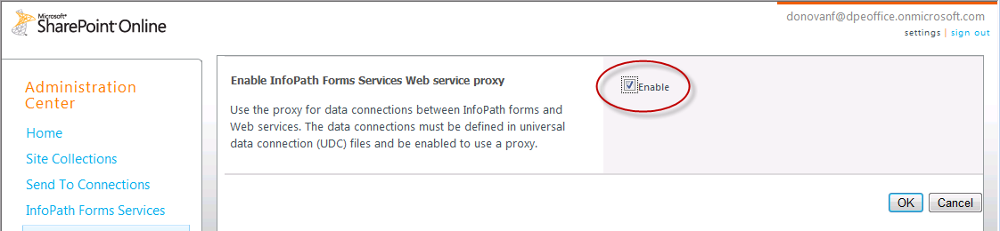 Microsoft®
SharePoint® Online
donovanf@dpeoffice.onmicrosoft.com
settings | sign out
Administration
Center
Home
Site Collections
Send To Connections
InfoPath Forms Services
Enable InfoPath Forms Services Web service proxy
Use the proxy for data connections between InfoPath forms and
Web services. The data connections must be defined in universal
data connection (UDC) files and be enabled to use a proxy.
Enable
OK Cancel